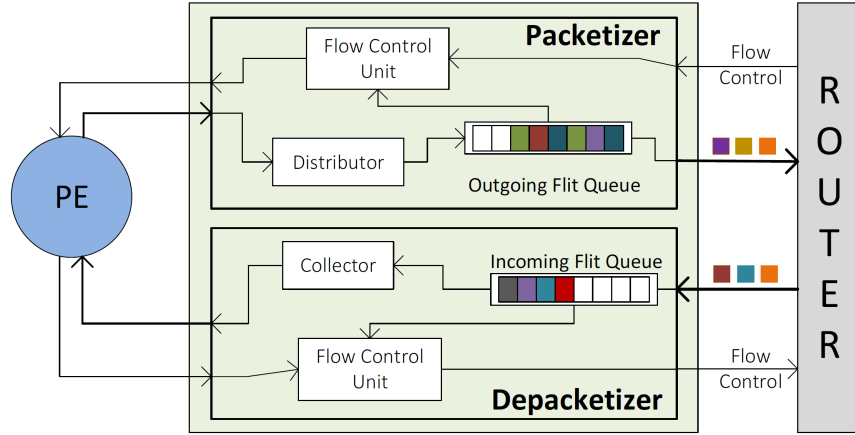 Packetizer
Flow Control
Unit
Flow
Control
Distributor
Outgoing Flit Queue
PE
ROUTER
Collector
Incoming Flit Queue
Flow Control
Unit
Flow
Control
Depacketizer